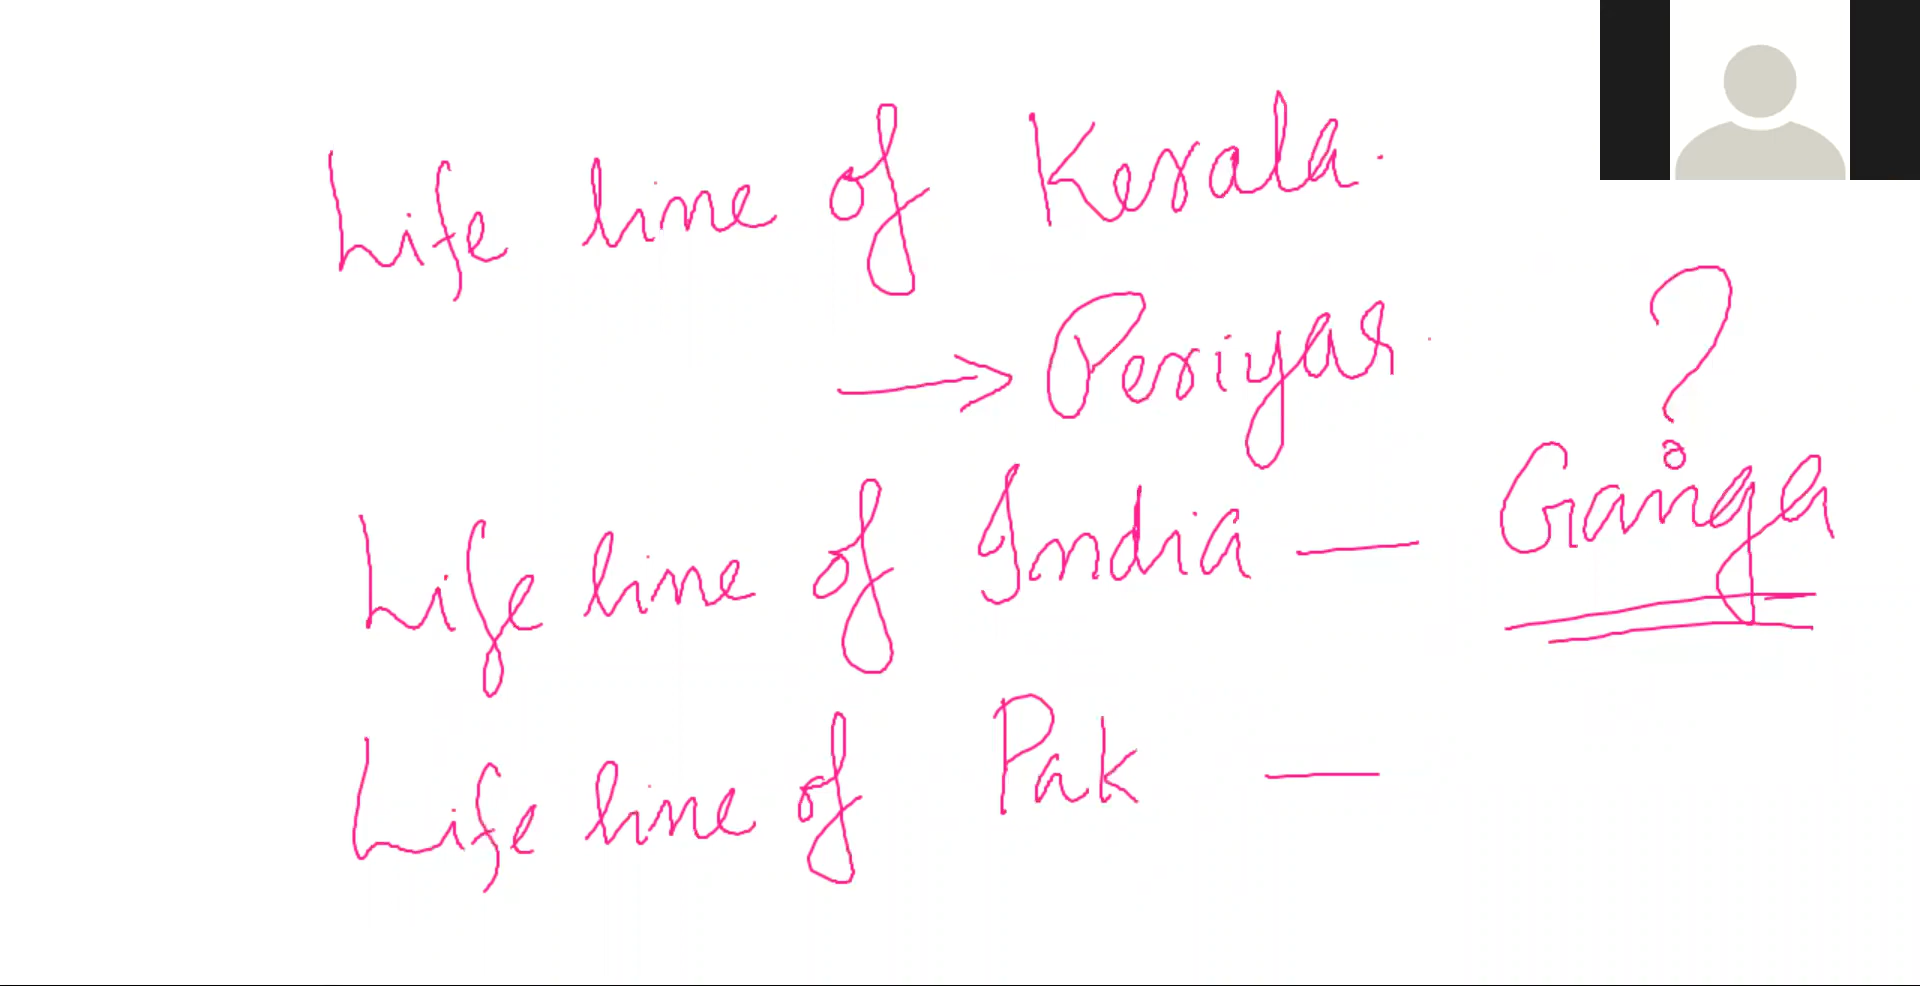 Life line of Kerala.
→ Periyar
?
Life line of India — Ganga
Life line of Pak —